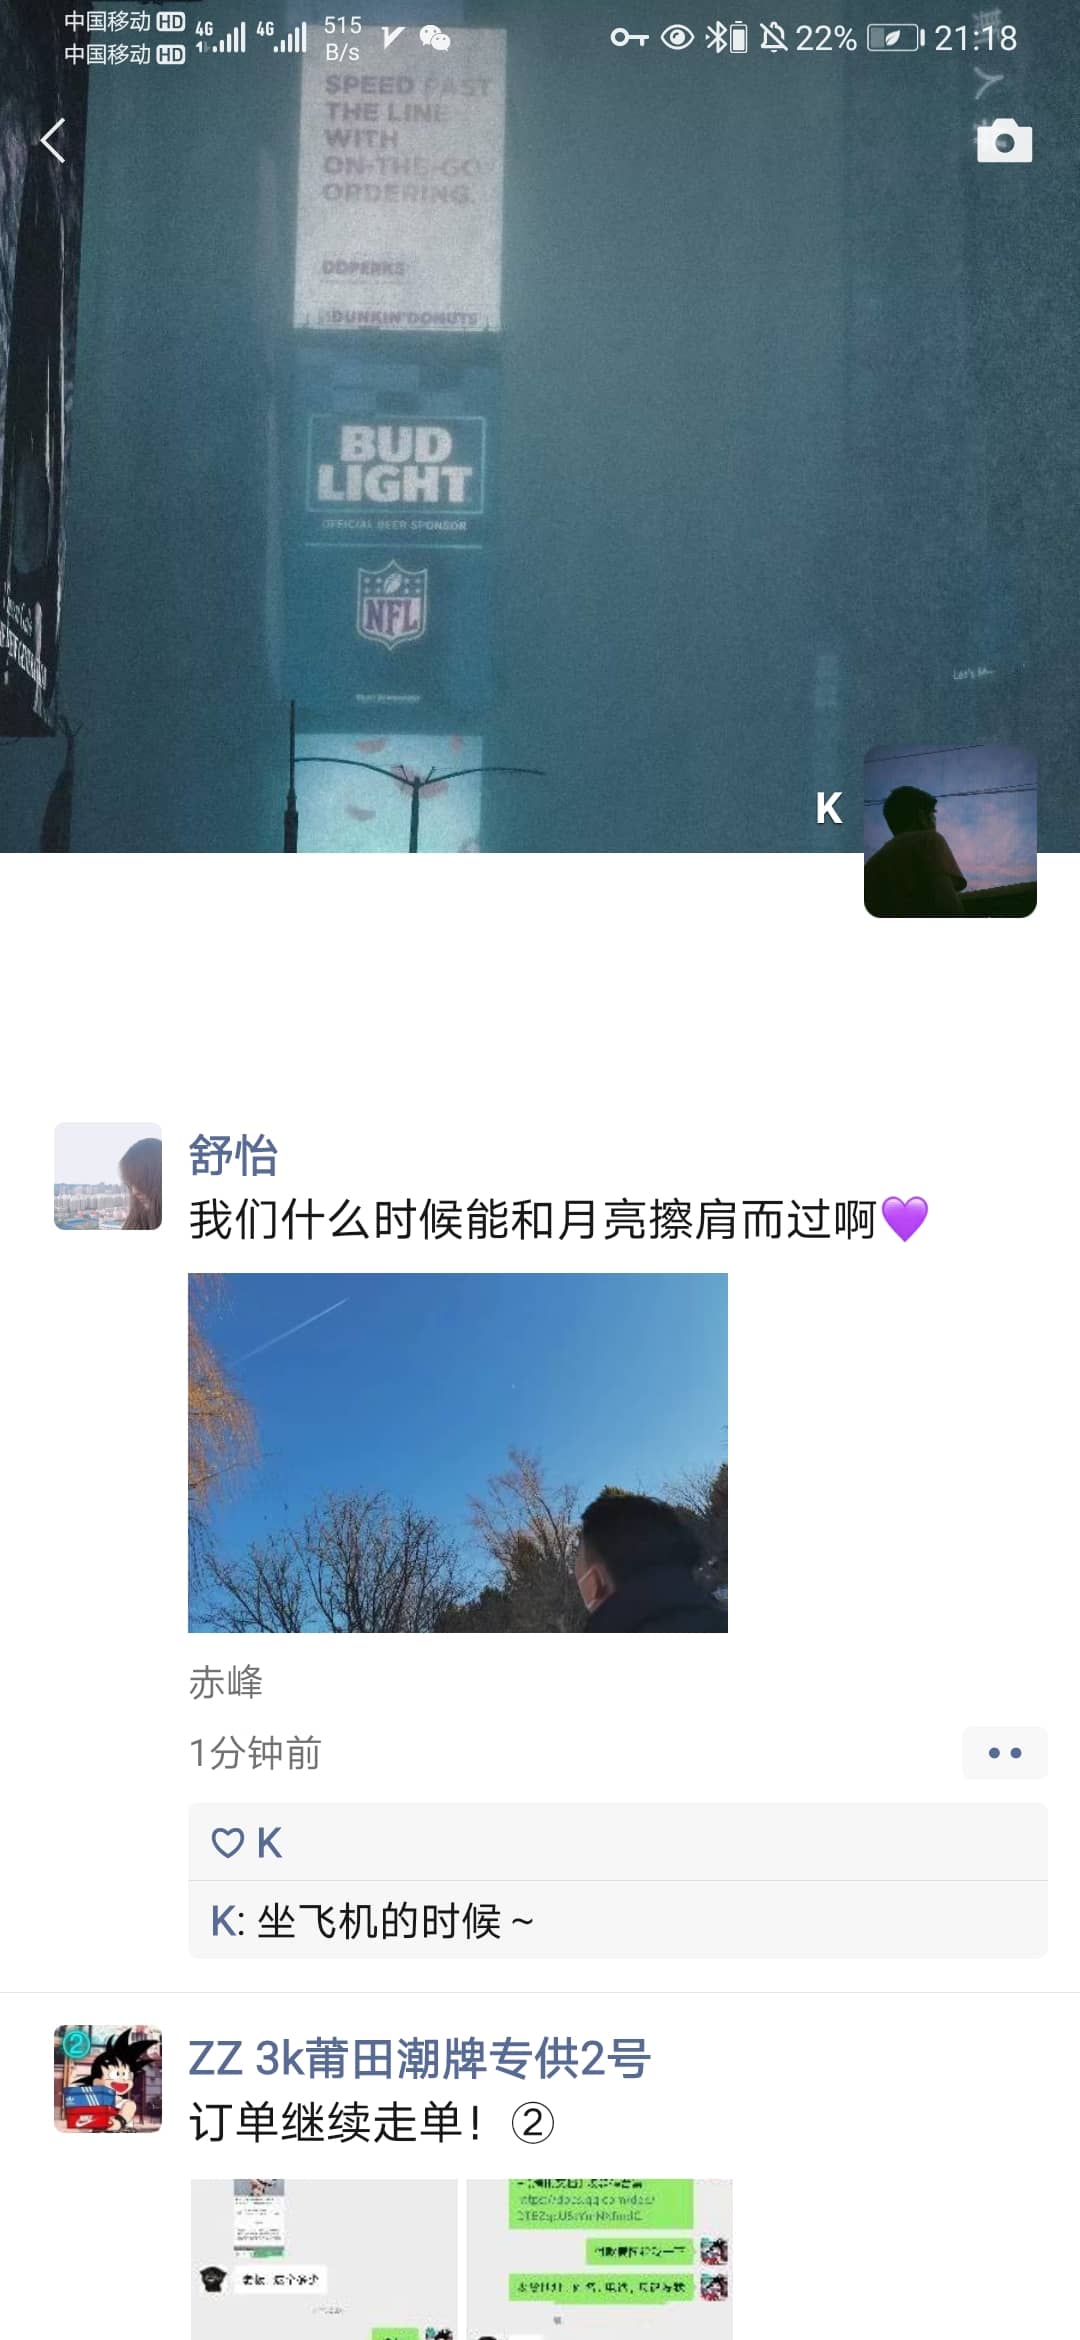 中国移动 HD 4G 4G 515 22% 21:18
中国移动 HD B/s
SPEED PAST
THE LINE
WITH
ON-THE-GO
ORDERING.
DDPERKS
DUNKIN' DONUTS
BUD
LIGHT
OFFICIAL BEER SPONSOR
NFL
K
舒怡
我们什么时候能和月亮擦肩而过啊💜
赤峰
1分钟前
K
K: 坐飞机的时候～
②
ZZ 3k莆田潮牌专供2号
订单继续走单！②